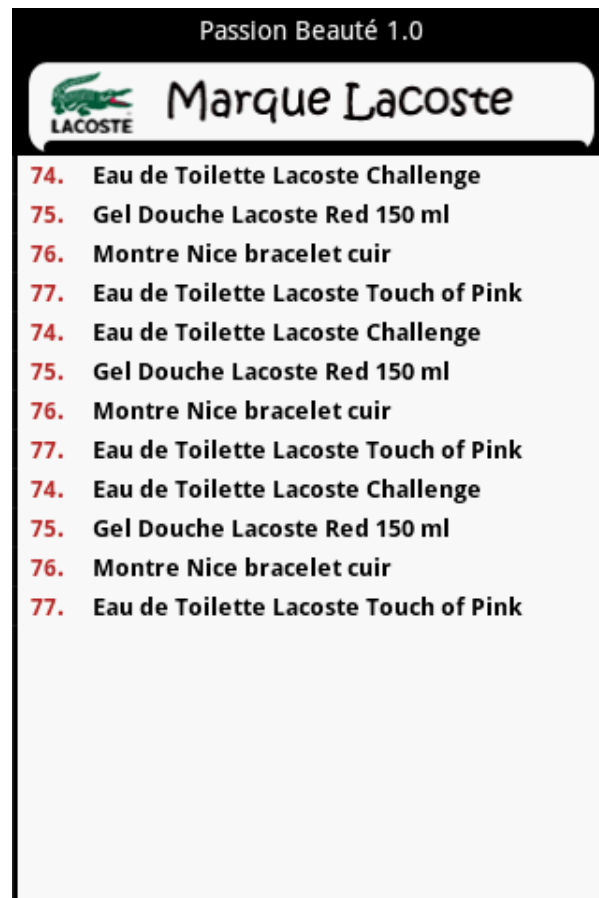 Passion Beauté 1.0
LACOSTE
Marque Lacoste
74. Eau de Toilette Lacoste Challenge
75. Gel Douche Lacoste Red 150 ml
76. Montre Nice bracelet cuir
77. Eau de Toilette Lacoste Touch of Pink
74. Eau de Toilette Lacoste Challenge
75. Gel Douche Lacoste Red 150 ml
76. Montre Nice bracelet cuir
77. Eau de Toilette Lacoste Touch of Pink
74. Eau de Toilette Lacoste Challenge
75. Gel Douche Lacoste Red 150 ml
76. Montre Nice bracelet cuir
77. Eau de Toilette Lacoste Touch of Pink